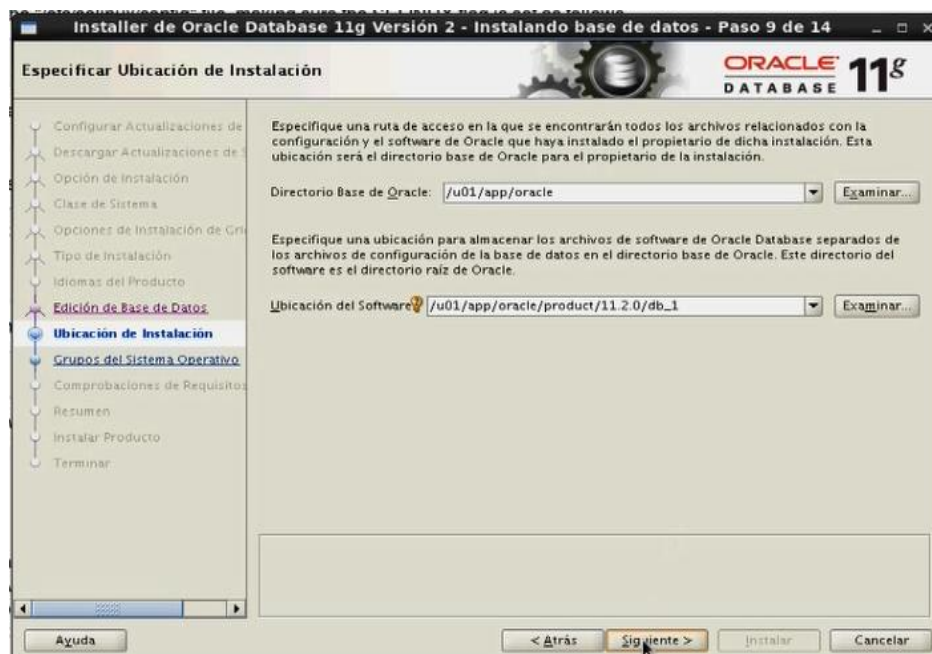 Installer de Oracle Database 11g Versión 2 - Instalando base de datos - Paso 9 de 14
Especificar Ubicación de Instalación
ORACLE
DATABASE
11g
Configurar Actualizaciones de
Descargar Actualizaciones de S
Opción de Instalación
Clase de Sistema
Opciones de Instalación de Gri
Tipo de Instalación
Idiomas del Producto
Edición de Base de Datos
Ubicación de Instalación
Grupos del Sistema Operativo
Comprobaciones de Requisitos
Resumen
Instalar Producto
Terminar
Especifique una ruta de acceso en la que se encontrarán todos los archivos relacionados con la
configuración y el software de Oracle que haya instalado el propietario de dicha instalación. Esta
ubicación será el directorio base de Oracle para el propietario de la instalación.
Directorio Base de Oracle: /u01/app/oracle Examinar...
Especifique una ubicación para almacenar los archivos de software de Oracle Database separados de
los archivos de configuración de la base de datos en el directorio base de Oracle. Este directorio del
software es el directorio raíz de Oracle.
Ubicación del Software /u01/app/oracle/product/11.2.0/db_1 Examinar...
Ayuda < Atrás Siguiente > Instalar Cancelar